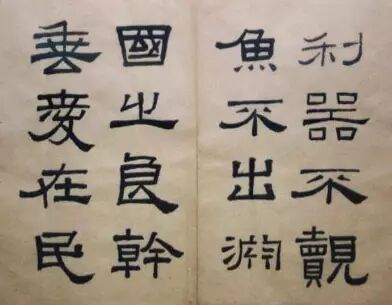 利器不覿
魚不出淵
國之良幹
垂愛在民